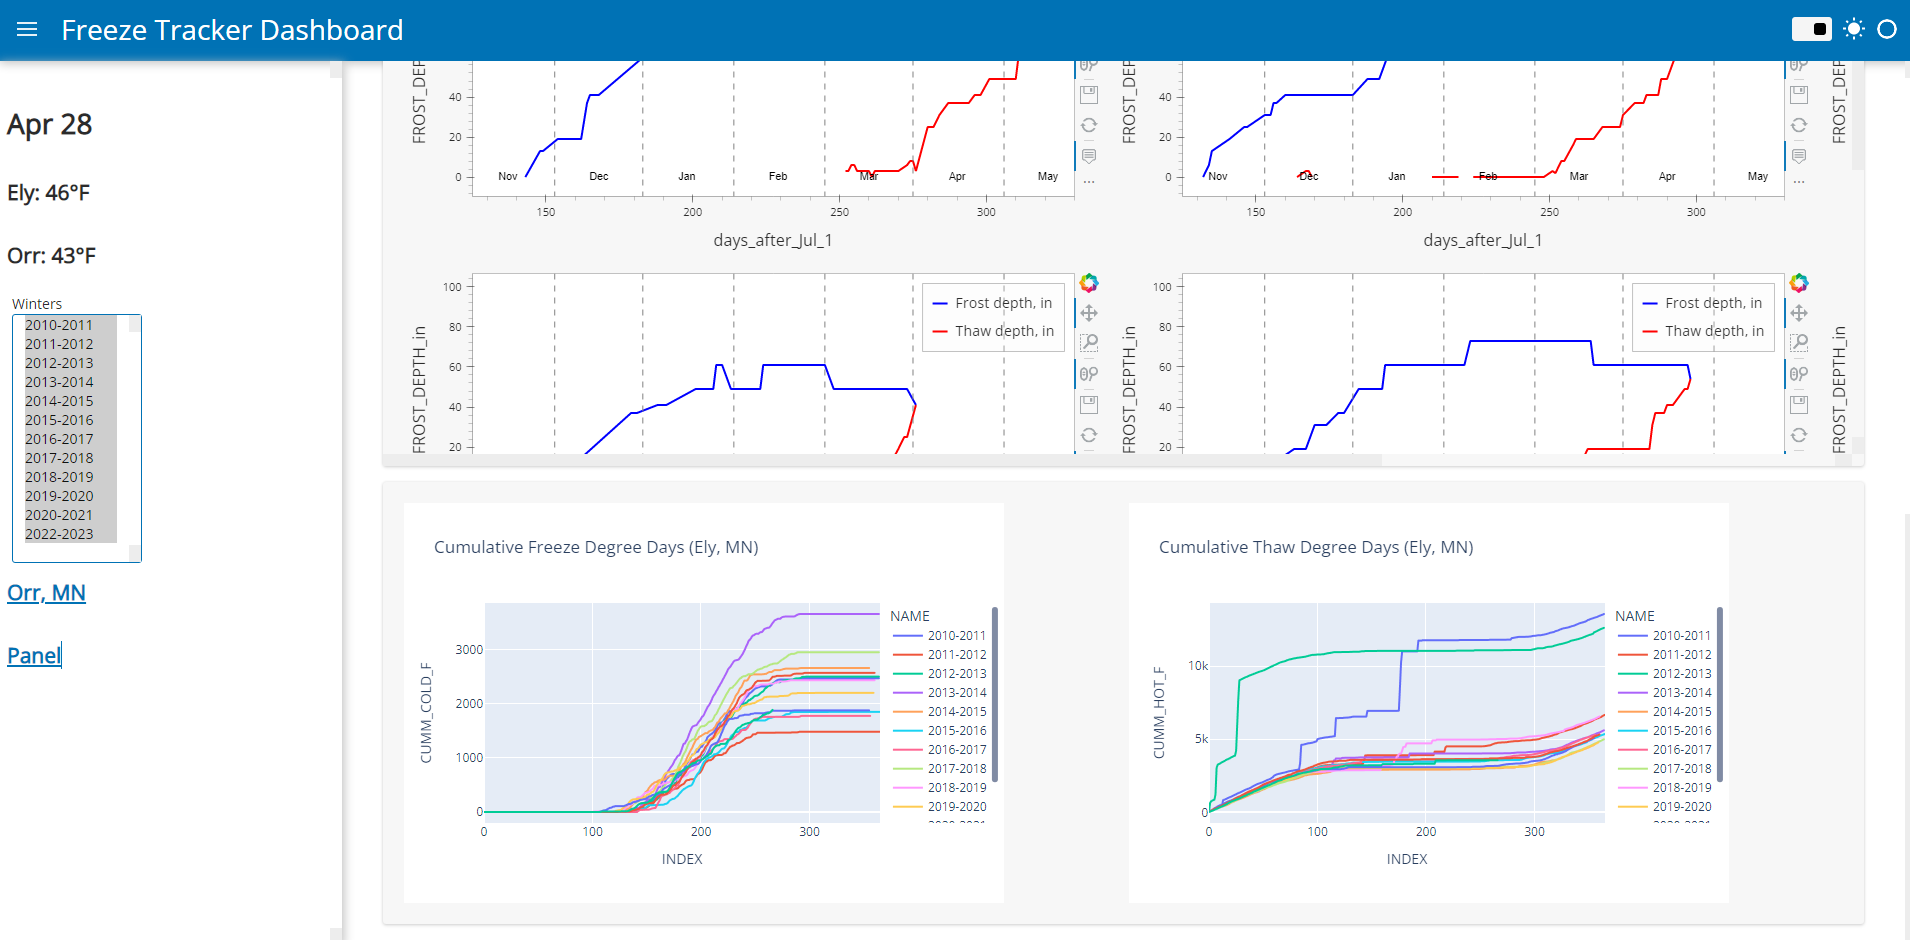 Freeze Tracker Dashboard
Apr 28
Ely: 46°F
Orr: 43°F
Winters
2010-2011
2011-2012
2012-2013
2013-2014
2014-2015
2015-2016
2016-2017
2017-2018
2018-2019
2019-2020
2020-2021
2022-2023
Orr, MN
Panel
FROST_DEF
40
20
0
Nov
Dec
Jan
Feb
Mar
Apr
May
150
200
250
300
days_after_Jul_1
FROST_DEF
40
20
0
Nov
Dec
Jan
Feb
Mar
Apr
May
150
200
250
300
days_after_Jul_1
FROST_DEF
FROST_DEPTH_in
100
80
60
40
20
Frost depth, in
Thaw depth, in
FROST_DEPTH_in
100
80
60
40
20
Frost depth, in
Thaw depth, in
FROST_DEPTH_in
Cumulative Freeze Degree Days (Ely, MN)
CUMM_COLD_F
3000
2000
1000
0
0
100
200
300
INDEX
NAME
2010-2011
2011-2012
2012-2013
2013-2014
2014-2015
2015-2016
2016-2017
2017-2018
2018-2019
2019-2020
Cumulative Thaw Degree Days (Ely, MN)
CUMM_HOT_F
10k
5k
0
0
100
200
300
INDEX
NAME
2010-2011
2011-2012
2012-2013
2013-2014
2014-2015
2015-2016
2016-2017
2017-2018
2018-2019
2019-2020